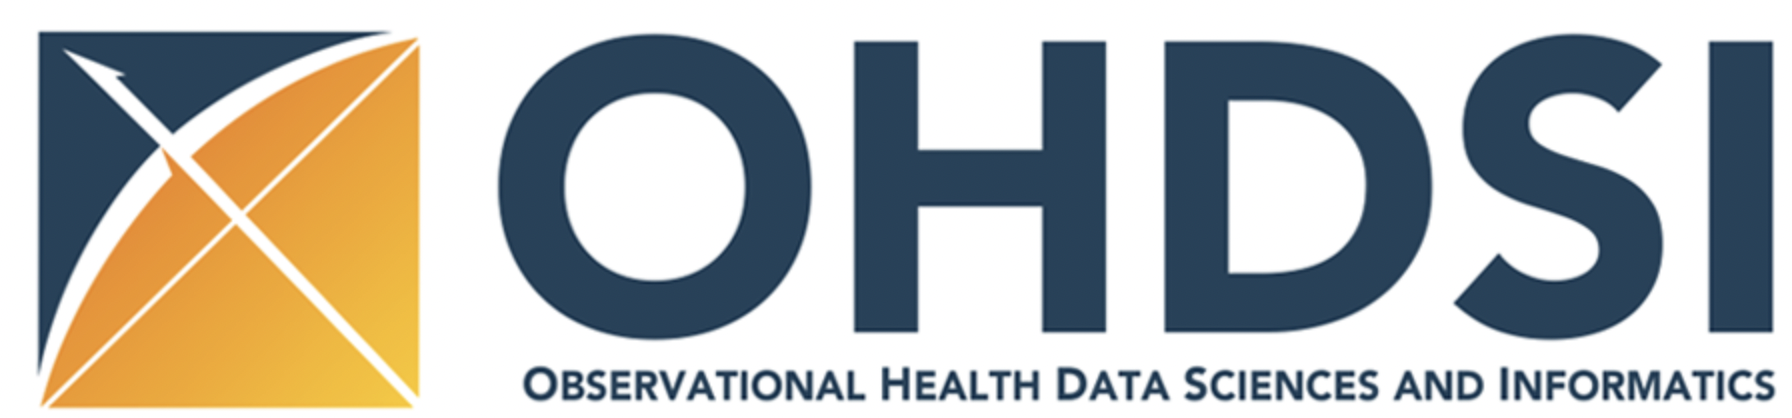 OHDSI
OBSERVATIONAL HEALTH DATA SCIENCES AND INFORMATICS